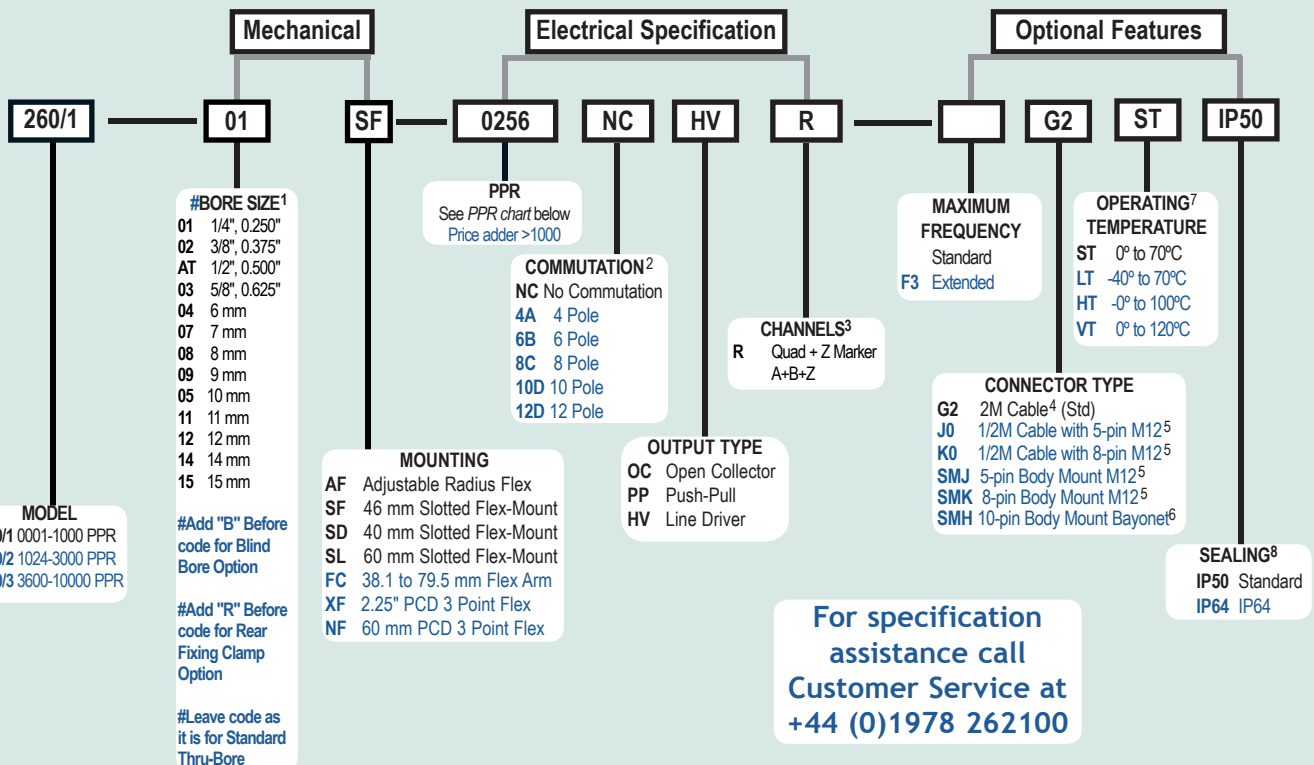 Mechanical
Electrical Specification
Optional Features
260/1
01
SF
0256
NC
HV
R
G2
ST
IP50
#BORE SIZE1
01 1/4", 0.250"
02 3/8", 0.375"
AT 1/2", 0.500"
03 5/8", 0.625"
04 6 mm
07 7 mm
08 8 mm
09 9 mm
05 10 mm
11 11 mm
12 12 mm
14 14 mm
15 15 mm
#Add "B" Before
code for Blind
Bore Option
#Add "R" Before
code for Rear
Fixing Clamp
Option
#Leave code as
it is for Standard
Thru-Bore
MODEL
0/1 0001-1000 PPR
0/2 1024-3000 PPR
0/3 3600-10000 PPR
MOUNTING
AF Adjustable Radius Flex
SF 46 mm Slotted Flex-Mount
SD 40 mm Slotted Flex-Mount
SL 60 mm Slotted Flex-Mount
FC 38.1 to 79.5 mm Flex Arm
XF 2.25" PCD 3 Point Flex
NF 60 mm PCD 3 Point Flex
PPR
See PPR chart below
Price adder >1000
COMMUTATION2
NC No Commutation
4A 4 Pole
6B 6 Pole
8C 8 Pole
10D 10 Pole
12D 12 Pole
OUTPUT TYPE
OC Open Collector
PP Push-Pull
HV Line Driver
CHANNELS3
R Quad + Z Marker
A+B+Z
MAXIMUM
FREQUENCY
Standard
F3 Extended
CONNECTOR TYPE
G2 2M Cable4 (Std)
J0 1/2M Cable with 5-pin M125
K0 1/2M Cable with 8-pin M125
SMJ 5-pin Body Mount M125
SMK 8-pin Body Mount M125
SMH 10-pin Body Mount Bayonet6
OPERATING7
TEMPERATURE
ST 0º to 70ºC
LT -40º to 70ºC
HT -0º to 100ºC
VT 0º to 120ºC
SEALING8
IP50 Standard
IP64 IP64
For specification
assistance call
Customer Service at
+44 (0)1978 262100